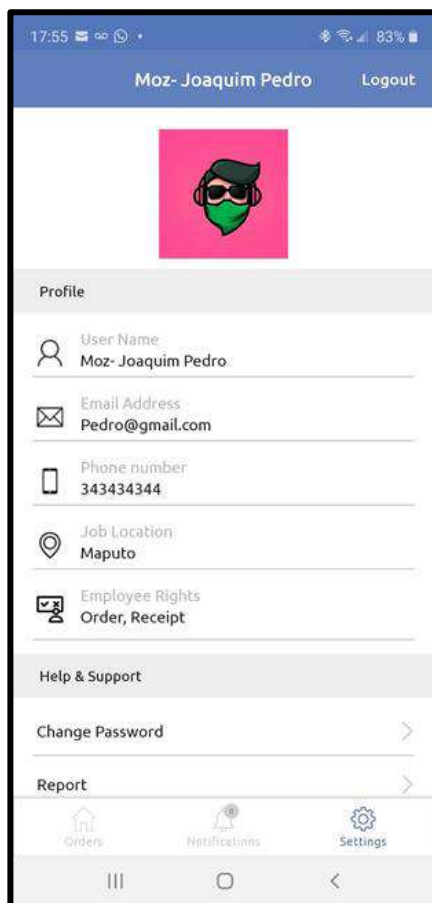 17:55
83%
Moz- Joaquim Pedro
Logout
Profile
User Name
Moz- Joaquim Pedro
Email Address
Pedro@gmail.com
Phone number
343434344
Job Location
Maputo
Employee Rights
Order, Receipt
Help & Support
Change Password
Report
0
Orders
Notifications
Settings